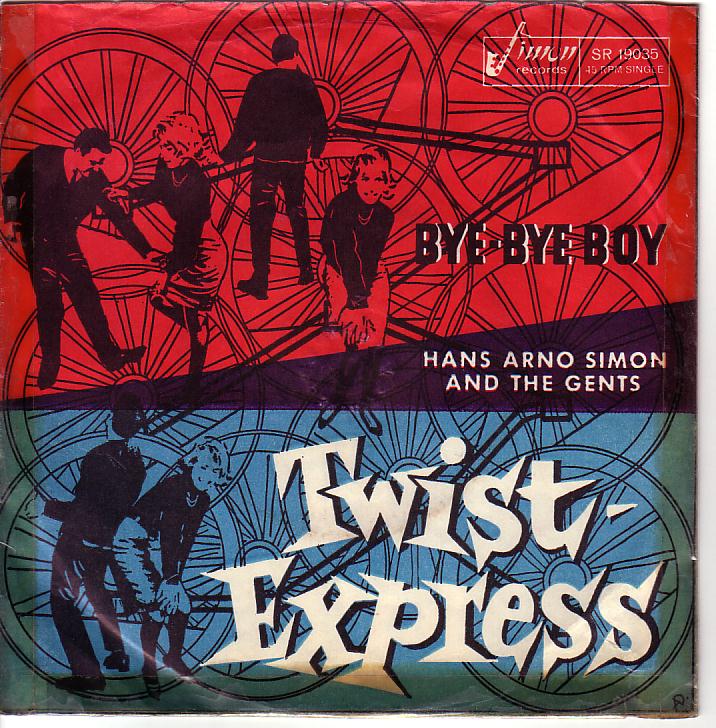 Simon records
SR 19035
45 RPM SINGLE
BYE-BYE BOY
HANS ARNO SIMON
AND THE GENTS
Twist-
Express